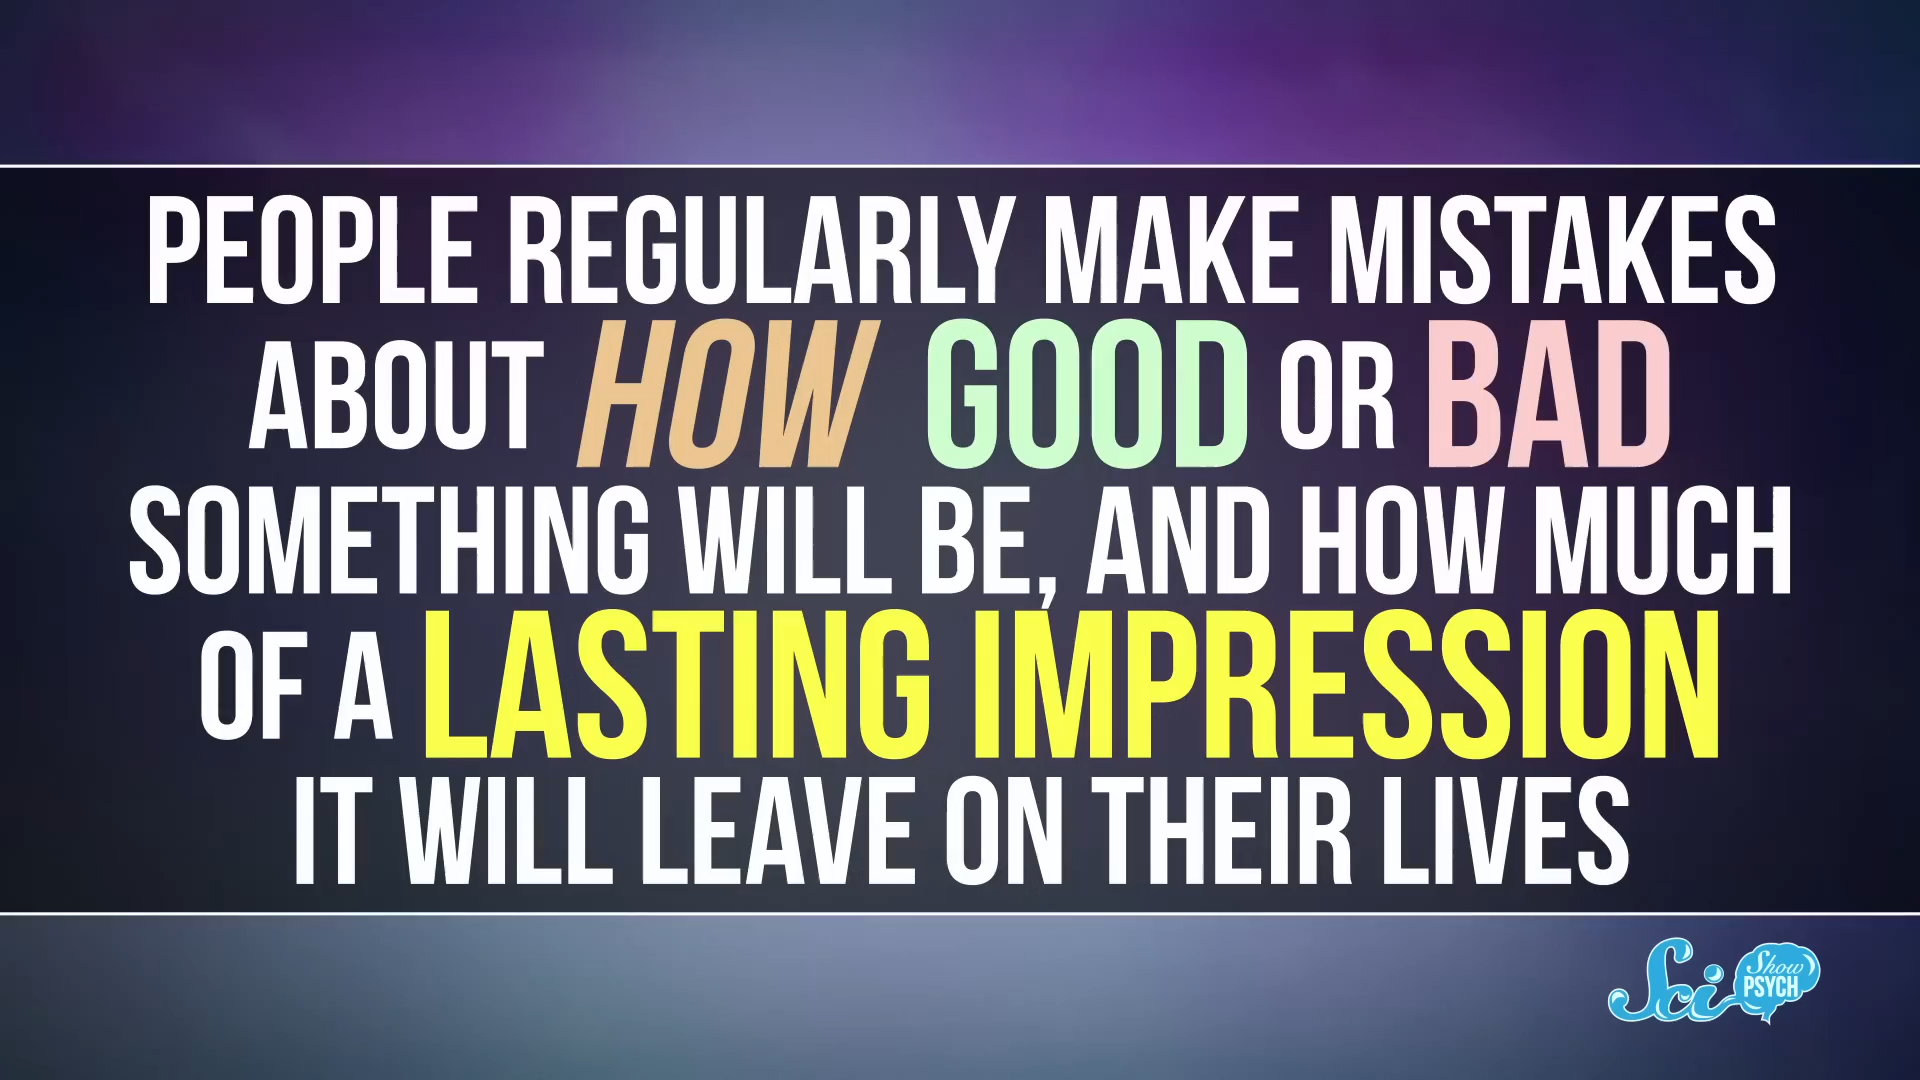 PEOPLE REGULARLY MAKE MISTAKES
ABOUT HOW GOOD OR BAD
SOMETHING WILL BE, AND HOW MUCH
OF A LASTING IMPRESSION
IT WILL LEAVE ON THEIR LIVES
Sci Show
PSYCH